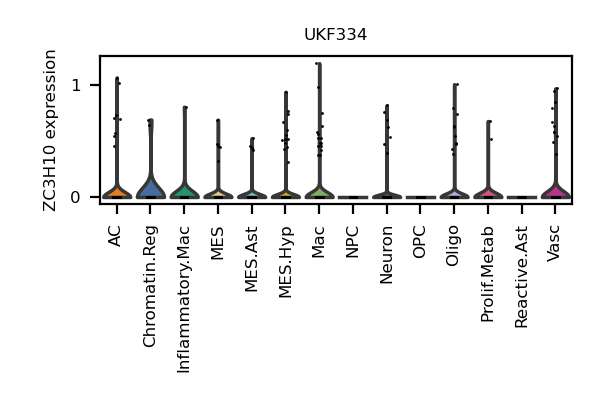 UKF334
ZC3H10 expression
1
0
AC
Chromatin.Reg
Inflammatory.Mac
MES
MES.Ast
MES.Hyp
Mac
NPC
Neuron
OPC
Oligo
Prolif.Metab
Reactive.Ast
Vasc